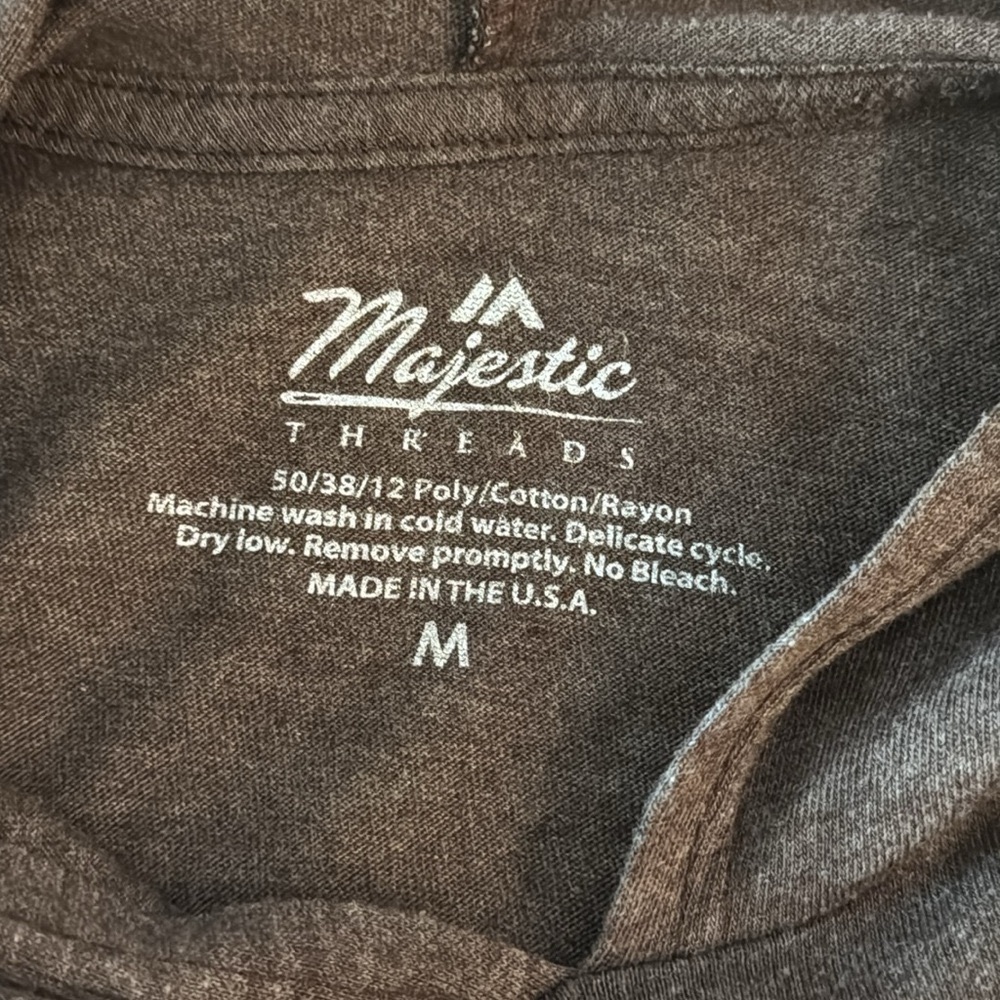 Majestic
THREADS
50/38/12 Poly/Cotton/Rayon
Machine wash in cold water. Delicate cycle.
Dry low. Remove promptly. No Bleach.
MADE IN THE U.S.A.
M